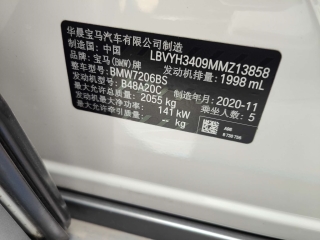 华晨宝马汽车有限公司制造
制造国: 中国 LBVYH3409MMZ13858
品牌: 宝马(BMW)牌 发动机排量: 1998 mL
整车型号: BMW7206BS
发动机型号: B48A20C 制造年月: 2020-11
最大允许总质量: 2055 kg 乘坐人数: 5
发动机最大净功率: 141 kW
最大允许牵引质量: -- kg